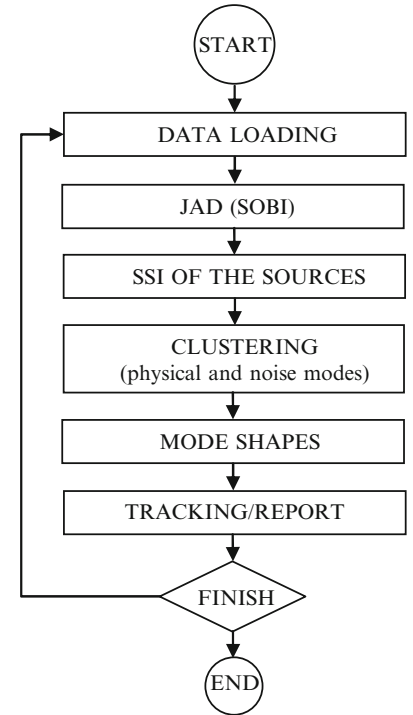 START
DATA LOADING
JAD (SOBI)
SSI OF THE SOURCES
CLUSTERING
(physical and noise modes)
MODE SHAPES
TRACKING/REPORT
FINISH
END